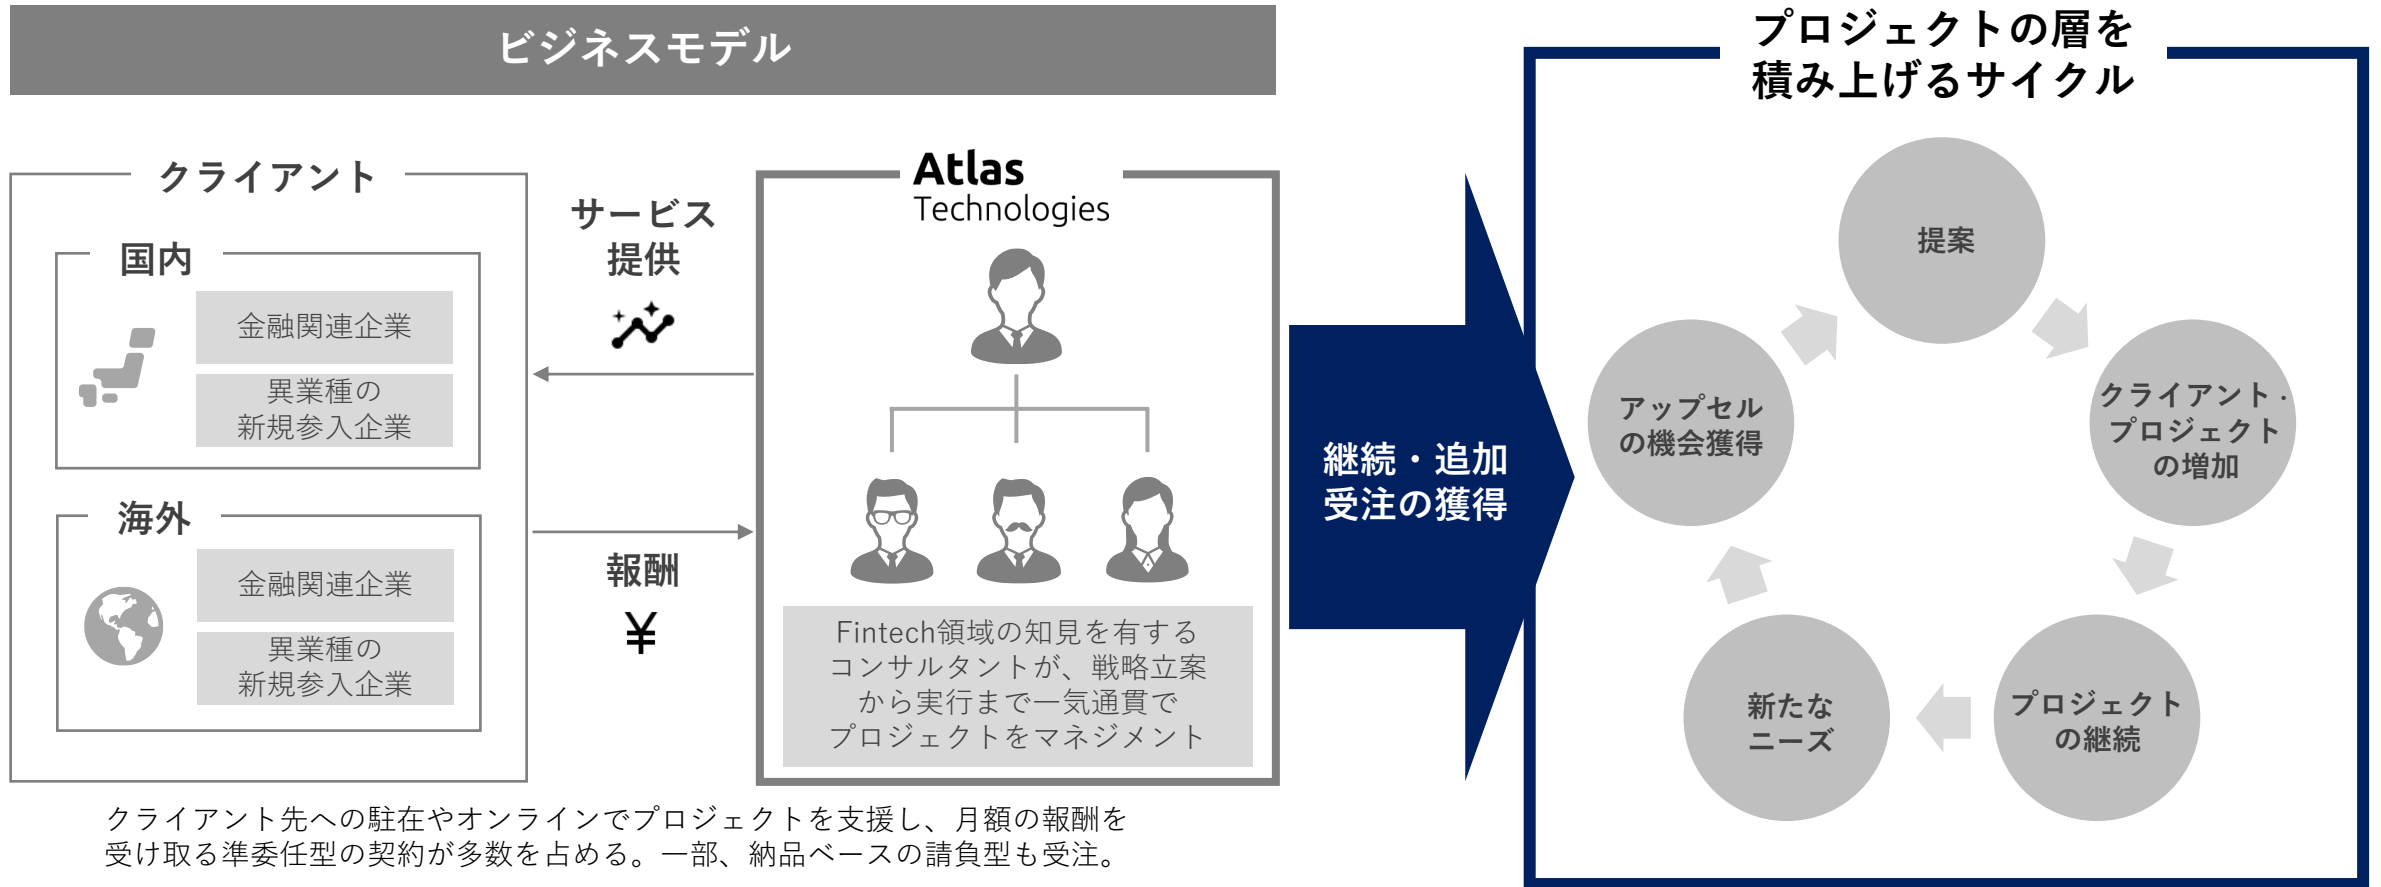 ビジネスモデル
クライアント
国内
金融関連企業
異業種の
新規参入企業
海外
金融関連企業
異業種の
新規参入企業
サービス
提供
報酬
¥
Atlas
Technologies
Fintech領域の知見を有する
コンサルタントが、戦略立案
から実行まで一気通貫で
プロジェクトをマネジメント
クライアント先への駐在やオンラインでプロジェクトを支援し、月額の報酬を
受け取る準委任型の契約が多数を占める。一部、納品ベースの請負型も受注。
継続・追加
受注の獲得
プロジェクトの層を
積み上げるサイクル
提案
クライアント・
プロジェクト
の増加
プロジェクト
の継続
新たな
ニーズ
アップセル
の機会獲得